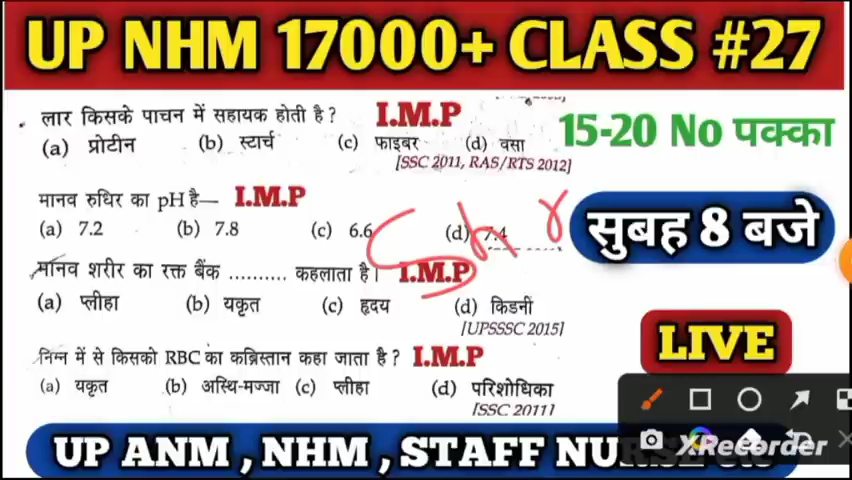 UP NHM 17000+ CLASS #27
लार किसके पाचन में सहायक होती है? I.M.P
(a) प्रोटीन (b) स्टार्च (c) फाइबर (d) वसा
[SSC 2011, RAS/RTS 2012]
15-20 No पक्का
मानव रुधिर का pH है— I.M.P
(a) 7.2 (b) 7.8 (c) 6.6 (d) 7.4
सुबह 8 बजे
मानव शरीर का रक्त बैंक .......... कहलाता है। I.M.P
(a) प्लीहा (b) यकृत (c) हृदय (d) किडनी
[UPSSSC 2015]
निम्न में से किसको RBC का कब्रिस्तान कहा जाता है? I.M.P
(a) यकृत (b) अस्थि-मज्जा (c) प्लीहा (d) परिशोधिका
[SSC 2011]
LIVE
UP ANM , NHM , STAFF NURSE
XRecorder